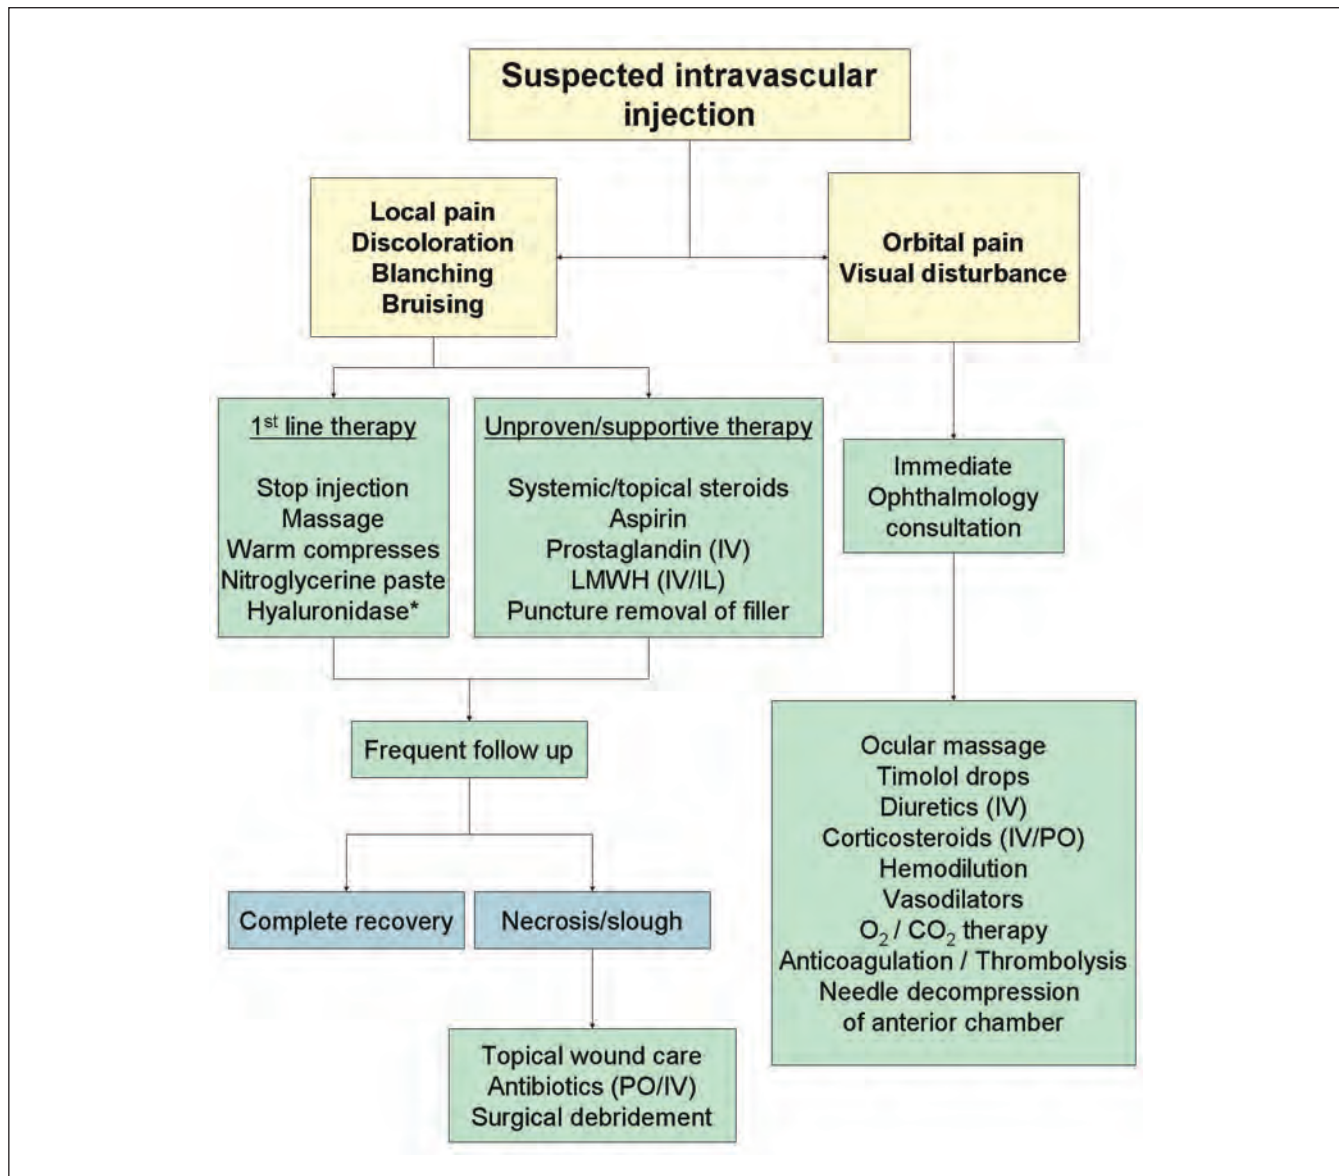 Suspected intravascular
injection
Local pain
Discoloration
Blanching
Bruising
Orbital pain
Visual disturbance
1st line therapy
Stop injection
Massage
Warm compresses
Nitroglycerine paste
Hyaluronidase*
Unproven/supportive therapy
Systemic/topical steroids
Aspirin
Prostaglandin (IV)
LMWH (IV/IL)
Puncture removal of filler
Immediate
Ophthalmology
consultation
Frequent follow up
Ocular massage
Timolol drops
Diuretics (IV)
Corticosteroids (IV/PO)
Hemodilution
Vasodilators
O2 / CO2 therapy
Anticoagulation / Thrombolysis
Needle decompression
of anterior chamber
Complete recovery
Necrosis/slough
Topical wound care
Antibiotics (PO/IV)
Surgical debridement